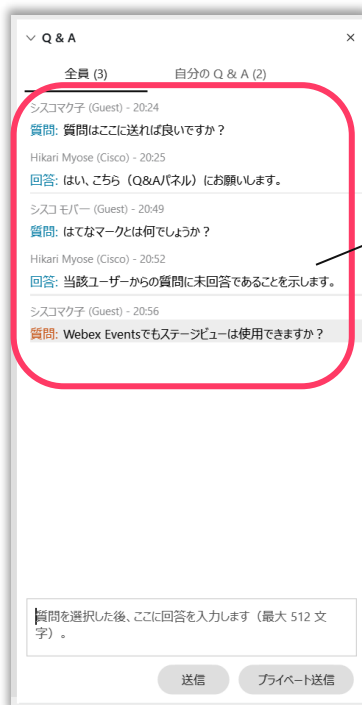 Q & A
×
全員 (3) 自分の Q & A (2)
シスコマク子 (Guest) - 20:24
質問: 質問はここに送れば良いですか？
Hikari Myose (Cisco) - 20:25
回答: はい、こちら（Q&Aパネル）にお願いします。
シスコ モバー (Guest) - 20:49
質問: はてなマークとは何でしょうか？
Hikari Myose (Cisco) - 20:52
回答: 当該ユーザーからの質問に未回答であることを示します。
シスコマク子 (Guest) - 20:56
質問: Webex Eventsでもステージビューは使用できますか？
質問を選択した後、ここに回答を入力します（最大 512 文
字）。
送信 プライベート送信